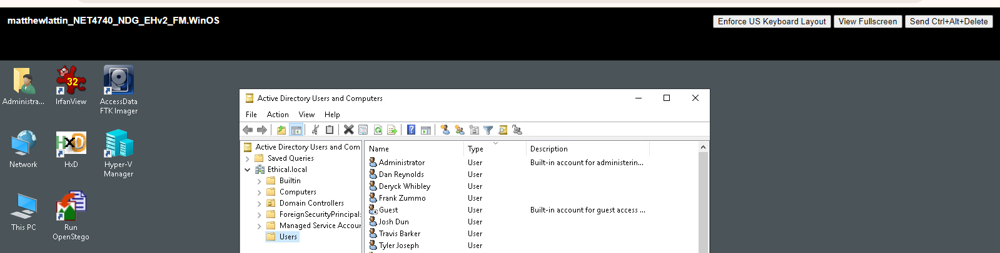 matthewlattin_NET4740_NDG_EHv2_FM.WinOS
Enforce US Keyboard Layout
View Fullscreen
Send Ctrl+Alt+Delete
Administra...
IrfanView
32
AccessData
FTK Imager
Network
HxD
HxD
Hyper-V
Manager
This PC
Run
OpenStego
Active Directory Users and Computers
File Action View Help
Active Directory Users and Com
Saved Queries
Ethical.local
Builtin
Computers
Domain Controllers
ForeignSecurityPrincipal:
Managed Service Accour
Users
Name Type Description
Administrator User Built-in account for administerin...
Dan Reynolds User
Deryck Whibley User
Frank Zummo User
Guest User Built-in account for guest access ...
Josh Dun User
Travis Barker User
Tyler Joseph User